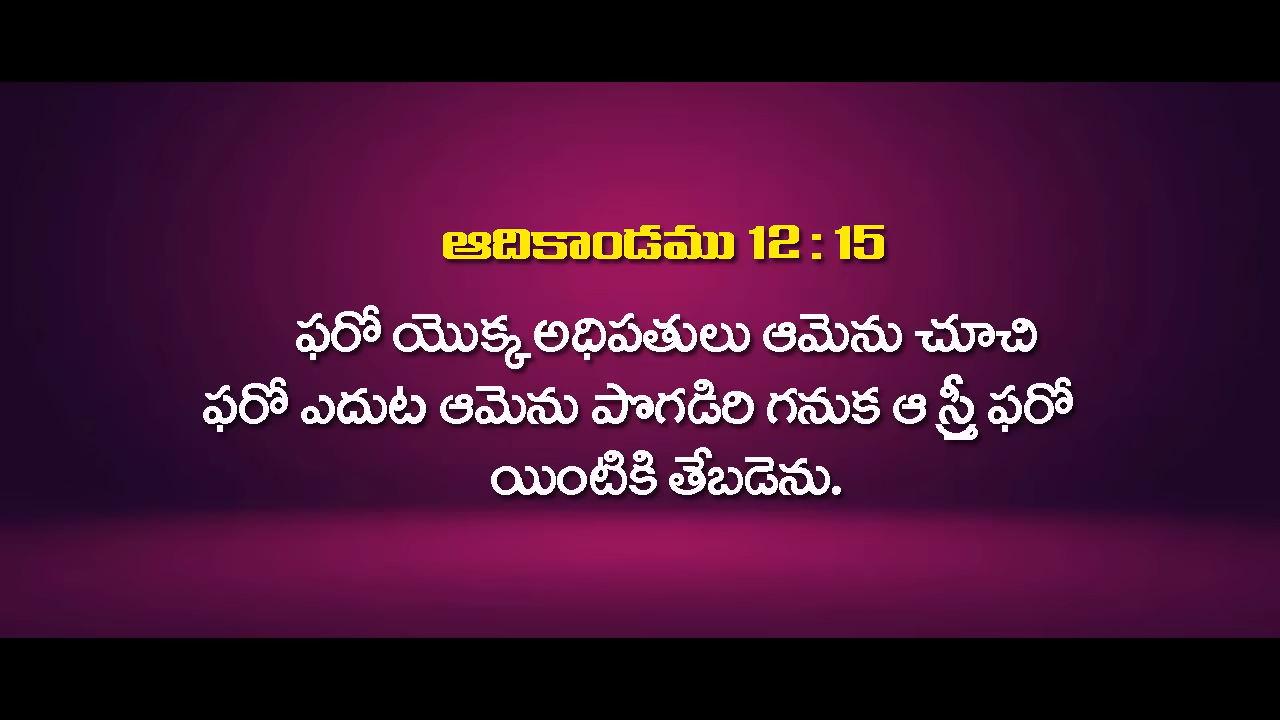 ఆదికాండము 12 : 15
ఫరో యొక్క అధిపతులు ఆమెను చూచి
ఫరో ఎదుట ఆమెను పొగడిరి గనుక ఆ స్త్రీ ఫరో
యింటికి తేబడెను.